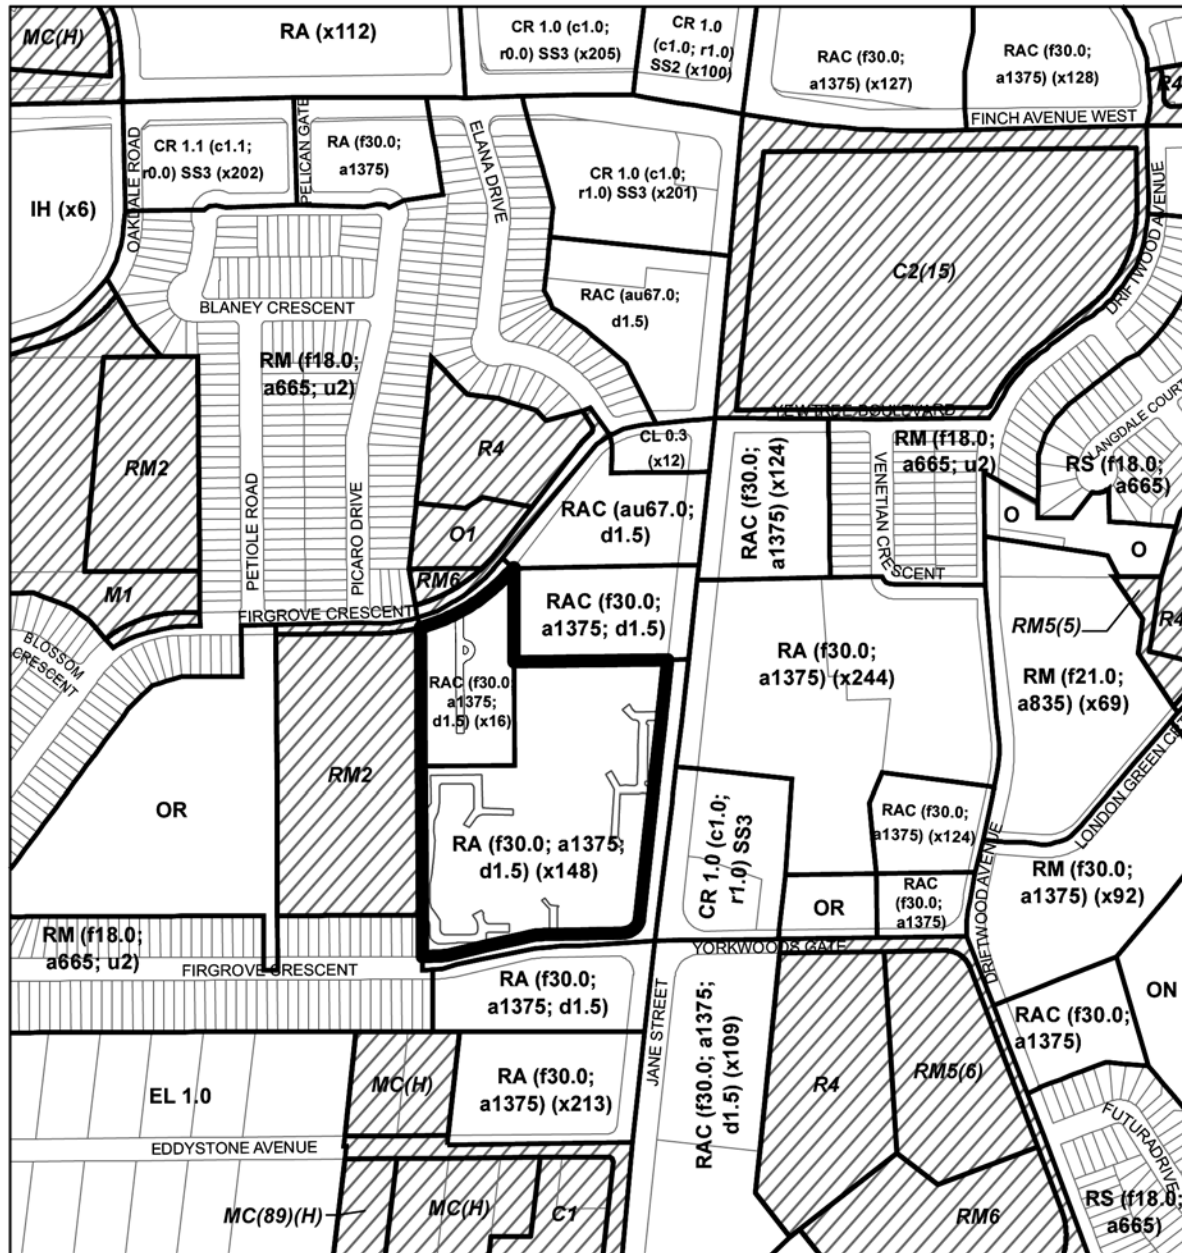 MC(H)
RA (x112)
CR 1.0 (c1.0;
r0.0) SS3 (x205)
CR 1.0
(c1.0; r1.0)
SS2 (x100)
RAC (f30.0;
a1375) (x127)
RAC (f30.0;
a1375) (x128)
R4
FINCH AVENUE WEST
OAKDALE ROAD
CR 1.1 (c1.1;
r0.0) SS3 (x202)
PELICAN GATE
RA (f30.0;
a1375)
ELANA DRIVE
CR 1.0 (c1.0;
r1.0) SS3 (x201)
IH (x6)
C2(15)
DRIFTWOOD AVENUE
RAC (au67.0;
d1.5)
BLANEY CRESCENT
RM (f18.0;
a665; u2)
YEWTREE BOULEVARD
LANGDALE COURT
RM2
R4
CL 0.3
(x12)
RAC (f30.0;
a1375) (x124)
RM (f18.0;
a665; u2)
VENETIAN CRESCENT
RS (f18.0;
a665)
PETIOLE ROAD
PICARO DRIVE
O1
RAC (au67.0;
d1.5)
O
O
M1
RM6
FIRGROVE CRESCENT
RAC (f30.0;
a1375; d1.5)
RM5(5)
R4
BLOSSOM
CRESCENT
RA (f30.0;
a1375) (x244)
RM (f21.0;
a835) (x69)
RAC (f30.0
a1375;
d1.5) (x16)
RM2
OR
RA (f30.0; a1375;
d1.5) (x148)
CR 1.0 (c1.0;
r1.0) SS3
RAC (f30.0;
a1375) (x124)
DRIFTWOOD AVENUE
RM (f30.0;
a1375) (x92)
OR
RAC
(f30.0;
a1375)
RM (f18.0;
a665; u2)
FIRGROVE CRESCENT
YORKWOODS GATE
RA (f30.0;
a1375; d1.5)
JANE STREET
RAC (f30.0; a1375;
d1.5) (x109)
ON
RAC (f30.0;
a1375)
EL 1.0
MC(H)
RA (f30.0;
a1375) (x213)
R4
RM5(6)
EDDYSTONE AVENUE
FUTURA DRIVE
MC(89)(H)
MC(H)
C1
RM6
RS (f18.0;
a665)